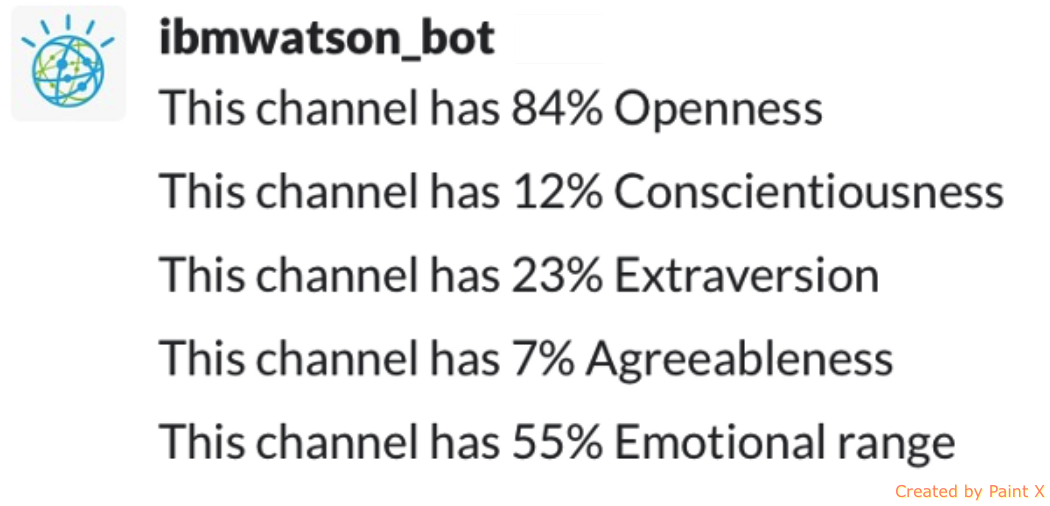 ibmwatson_bot
This channel has 84% Openness
This channel has 12% Conscientiousness
This channel has 23% Extraversion
This channel has 7% Agreeableness
This channel has 55% Emotional range
Created by Paint X